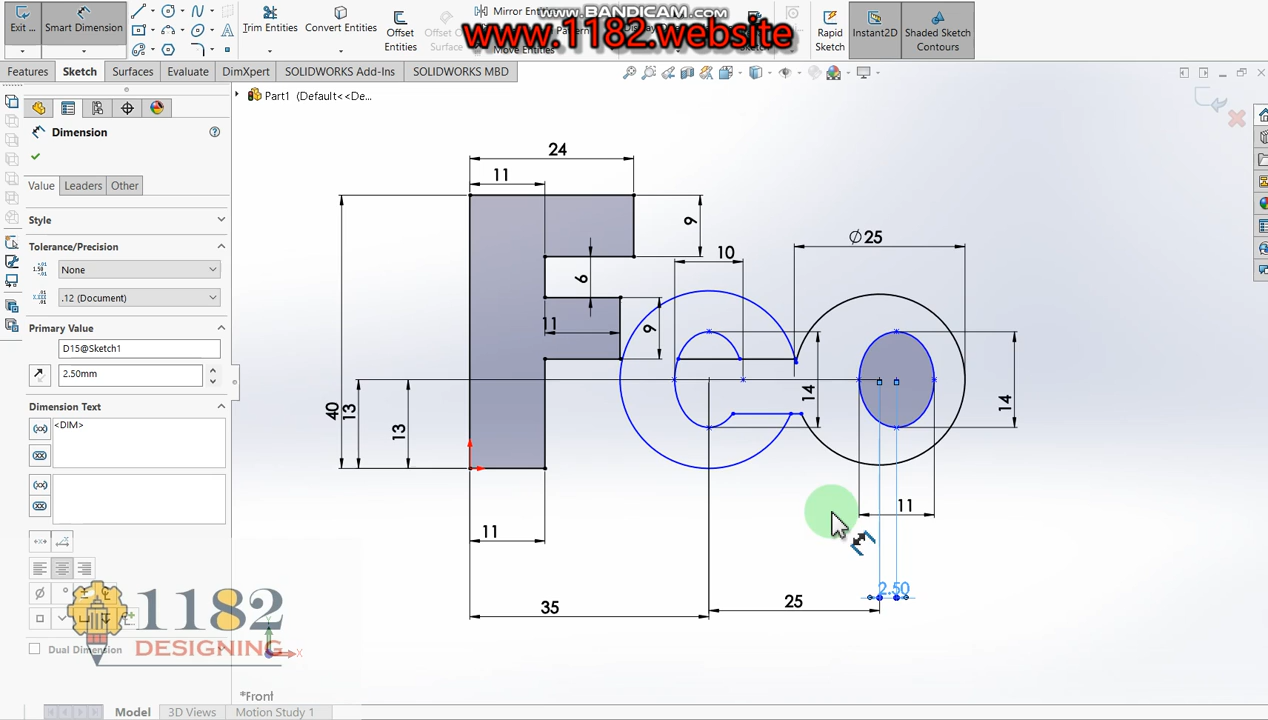 www.BANDICAM.COM
www.1182.website
Exit ...
Smart Dimension
Trim Entities
Convert Entities
Offset Entities
Offset
Mirror Entities
Move Entities
Rapid Sketch
Instant2D
Shaded Sketch Contours
Features
Sketch
Surfaces
Evaluate
DimXpert
SOLIDWORKS Add-Ins
SOLIDWORKS MBD
Part1 (Default<<De...
Dimension
Value
Leaders
Other
Style
Tolerance/Precision
None
.12 (Document)
Primary Value
D15@Sketch1
2.50mm
Dimension Text
<DIM>
Dual Dimension
1182
DESIGNING
24
11
9
6
10
∅25
11
9
14
14
40
13
13
11
11
2.50
35
25
X
Y
*Front
Model
3D Views
Motion Study 1